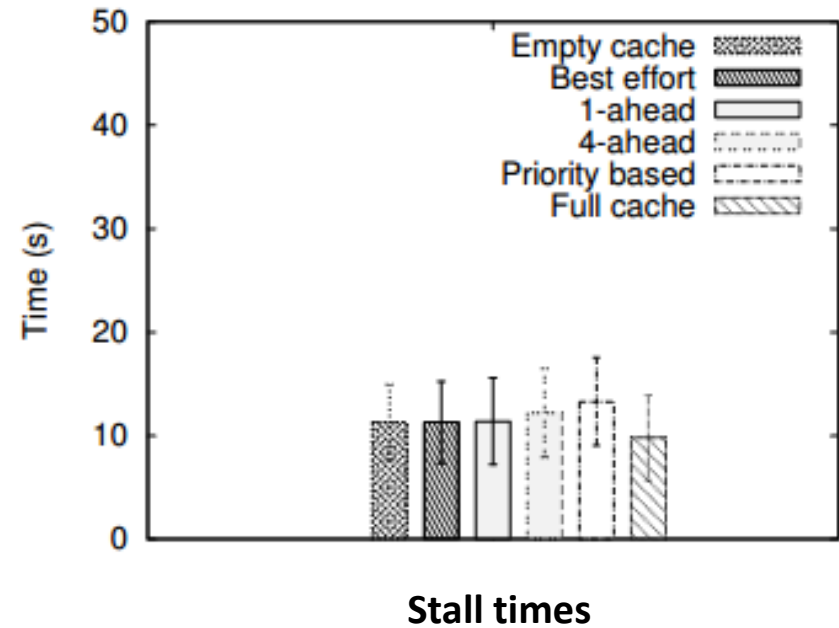 50
Empty cache
Best effort
40
1-ahead
4-ahead
Priority based
Full cache
30
Time (s)
20
10
0
Stall times